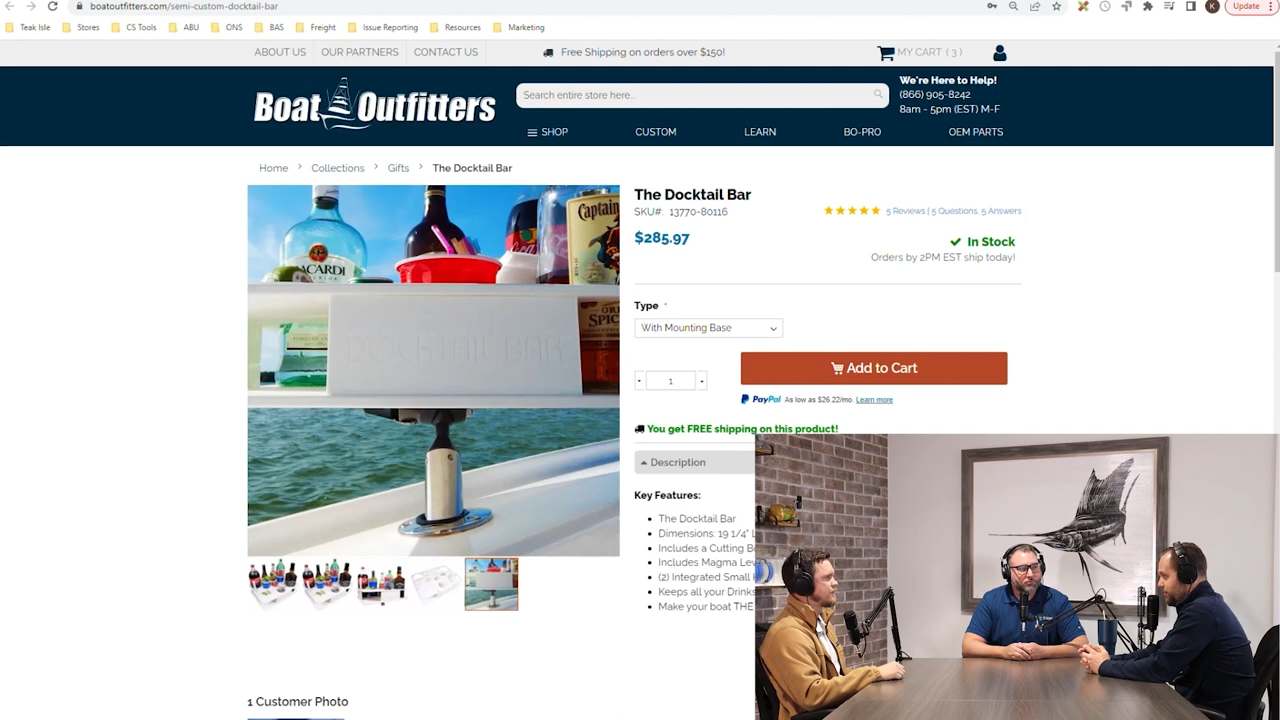 boatoutfitters.com/semi-custom-docktail-bar
Update
Teak Isle
Stores
CS Tools
ABU
ONS
BAS
Freight
Issue Reporting
Resources
Marketing
ABOUT US
OUR PARTNERS
CONTACT US
Free Shipping on orders over $150!
MY CART ( 3 )
Boat Outfitters
Search entire store here...
We're Here to Help!
(866) 905-8242
8am - 5pm (EST) M-F
SHOP
CUSTOM
LEARN
BO-PRO
OEM PARTS
Home > Collections > Gifts > The Docktail Bar
BACARDI
Captain
DOCKTAIL BAR
The Docktail Bar
SKU# 13770-80116
5 Reviews | 5 Questions, 5 Answers
$285.97
In Stock
Orders by 2PM EST ship today!
Type *
With Mounting Base
1
Add to Cart
PayPal As low as $26.22/mo. Learn more
You get FREE shipping on this product!
Description
Key Features:
The Docktail Bar
Dimensions: 19 1/4"
Includes a Cutting
Includes Magma
(2) Integrated Small
Keeps all your Drinks
Make your boat THE
1 Customer Photo